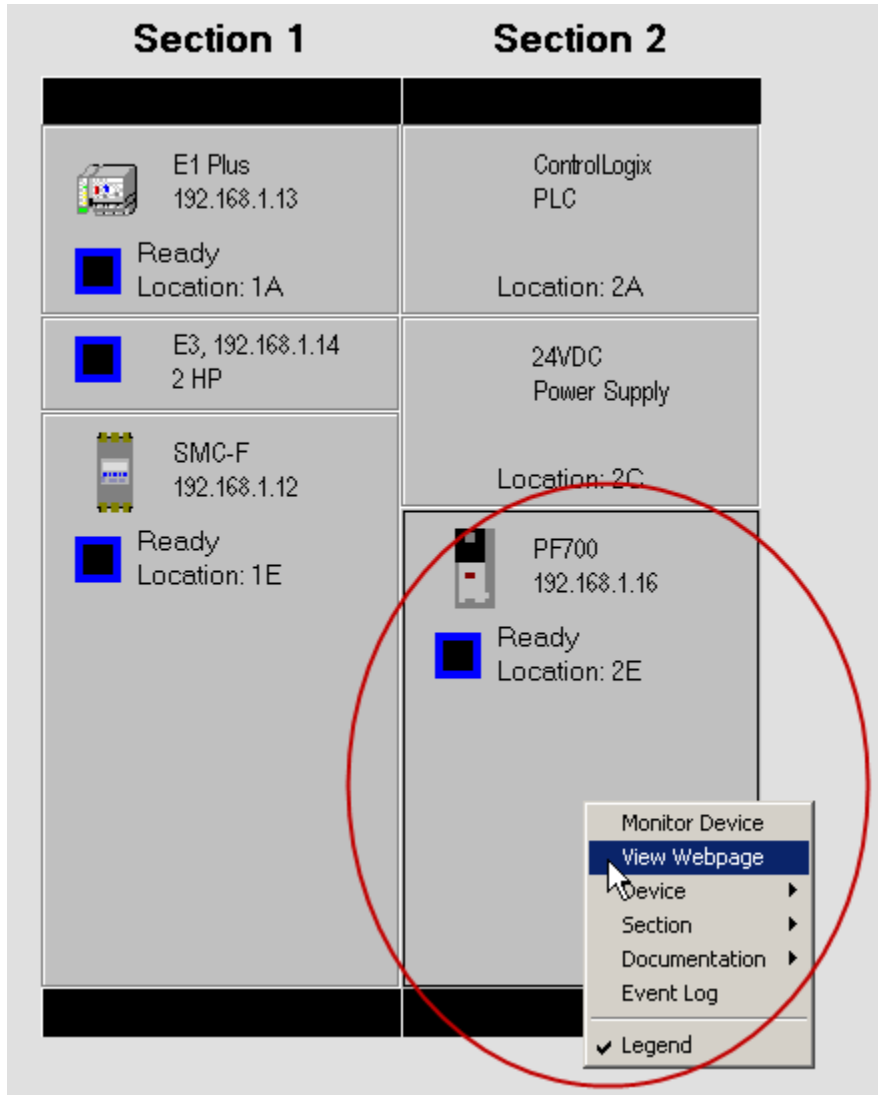 Section 1
Section 2
E1 Plus
192.168.1.13
Ready
Location: 1A
E3, 192.168.1.14
2 HP
SMC-F
192.168.1.12
Ready
Location: 1E
ControlLogix
PLC
Location: 2A
24VDC
Power Supply
Location: 2C
PF700
192.168.1.16
Ready
Location: 2E
Monitor Device
View Webpage
Device
Section
Documentation
Event Log
Legend